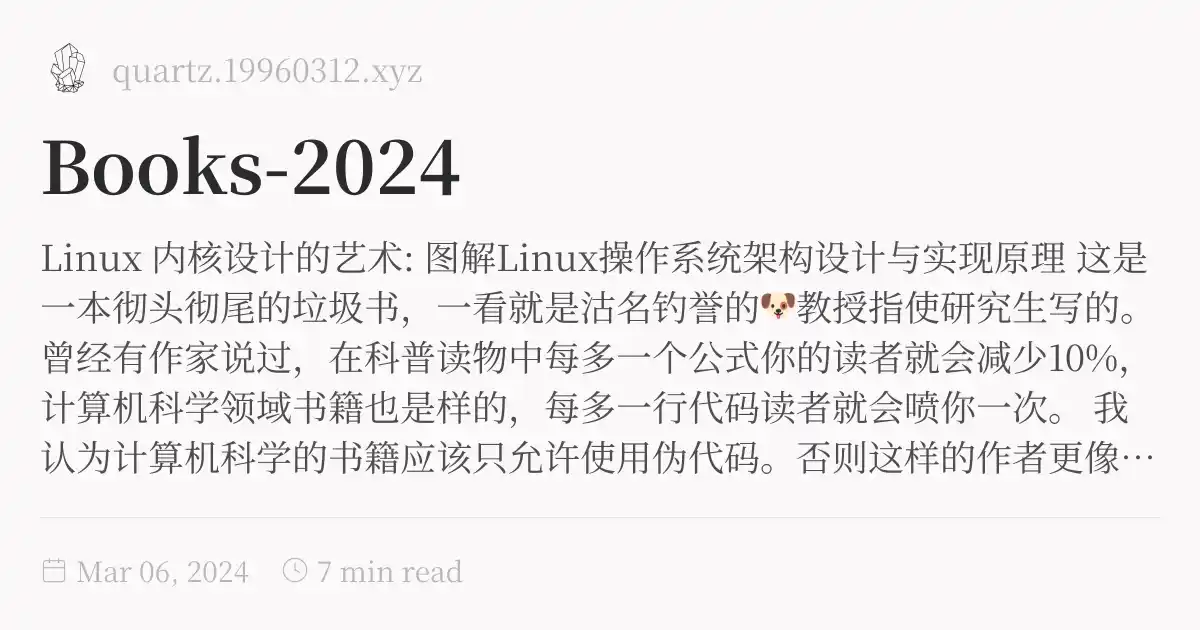 quartz.19960312.xyz
Books-2024
Linux 内核设计的艺术: 图解Linux操作系统架构设计与实现原理 这是
一本彻头彻尾的垃圾书，一看就是沽名钓誉的🐶教授指使研究生写的。
曾经有作家说过，在科普读物中每多一个公式你的读者就会减少10%，
计算机科学领域书籍也是样的，每多一行代码读者就会喷你一次。 我
认为计算机科学的书籍应该只允许使用伪代码。否则这样的作者更像…
Mar 06, 2024
7 min read